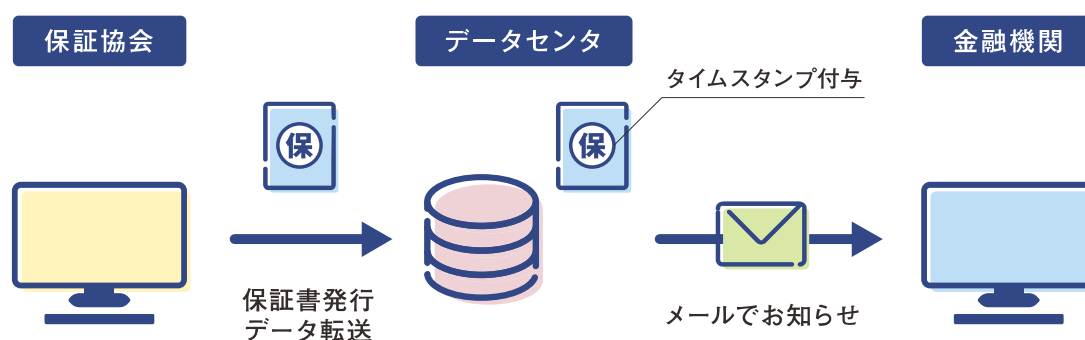 保証協会
データセンタ
金融機関
タイムスタンプ付与
保
保
保証書発行
データ転送
メールでお知らせ